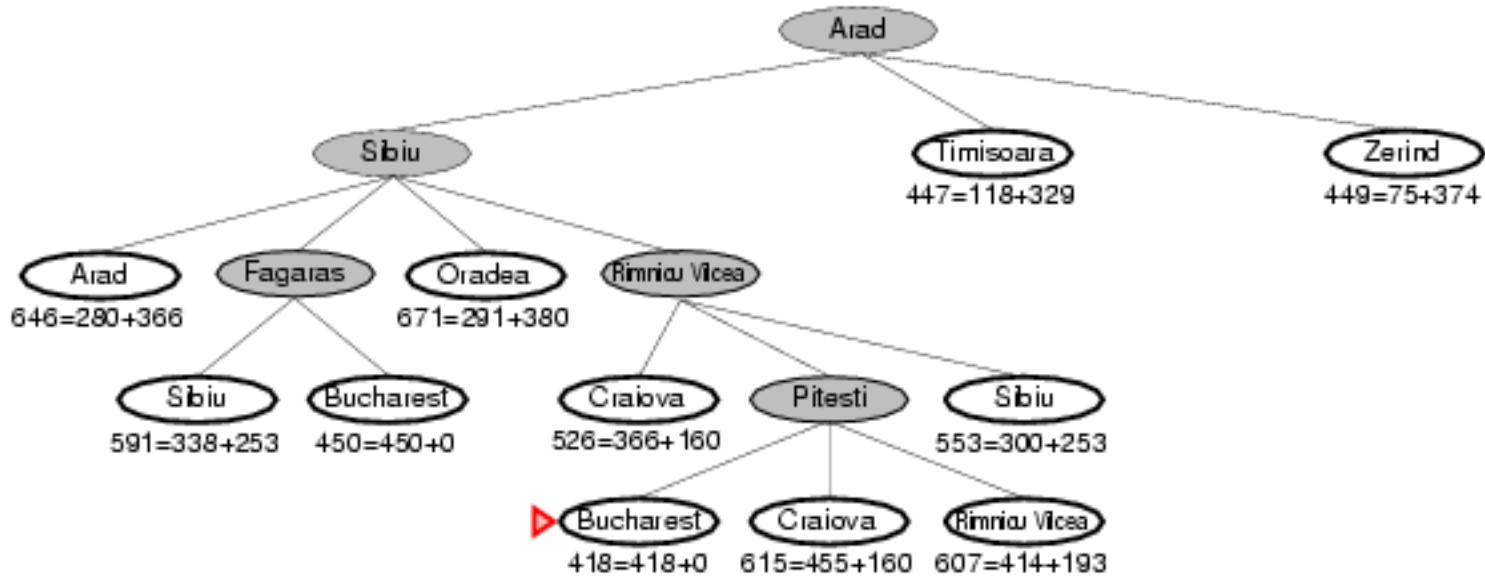 Arad
Sibiu
Timisoara
Zerind
447=118+329
449=75+374
Arad
Fagaras
Oradea
Rimnicu Vilcea
646=280+366
671=291+380
Sibiu
Bucharest
Craiova
Pitesti
Sibiu
591=338+253
450=450+0
526=366+160
553=300+253
Bucharest
Craiova
Rimnicu Vilcea
418=418+0
615=455+160
607=414+193